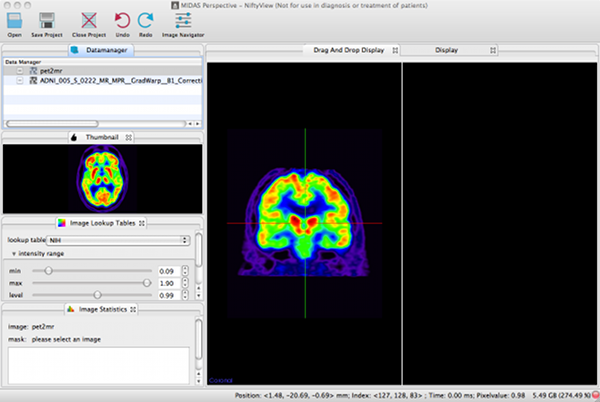 MIDAS Perspective – NiftyView (Not for use in diagnosis or treatment of patients)
Open Save Project Close Project Undo Redo Image Navigator
Datamanager
Data Manager
pet2mr
ADNI_005_S_0222_MR_MPR__GradWarp__B1_Correcti
Thumbnail
Image Lookup Tables
lookup table NIH
intensity range
min 0.09
max 1.90
level 0.99
Image Statistics
image: pet2mr
mask: please select an image
Drag And Drop Display Display
Coronal
Position: <1.48, -20.69, -0.69> mm; Index: <127, 128, 83> ; Time: 0.00 ms; Pixelvalue: 0.98 5.49 GB (274.49 %)